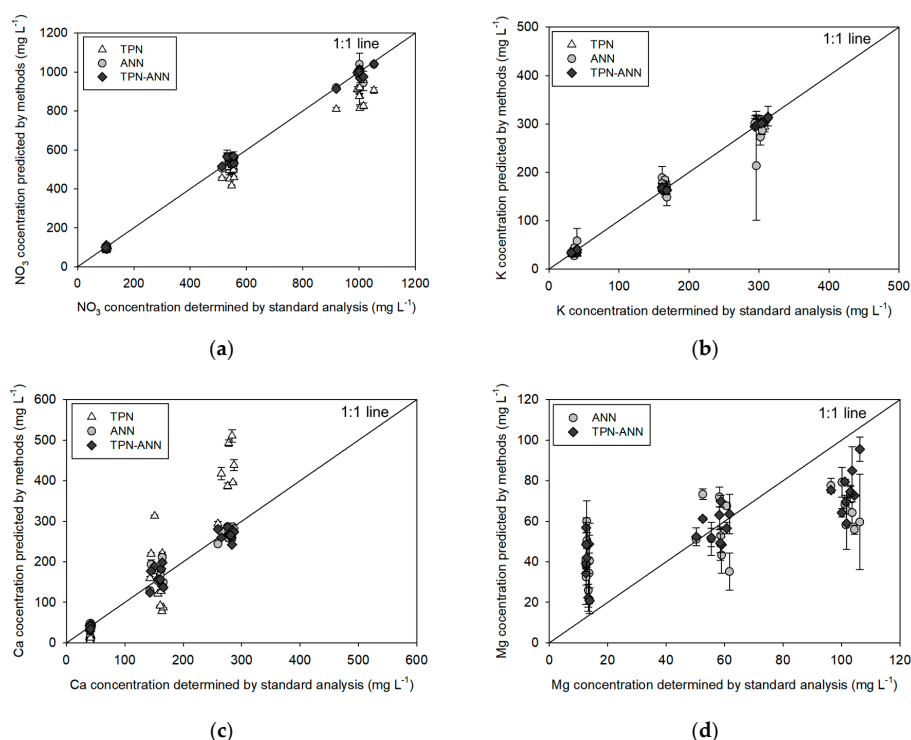 (a)
NO3 cocentration predicted by methods (mg L-1)
1200
1000
800
600
400
200
0
TPN
ANN
TPN-ANN
1:1 line
0 200 400 600 800 1000 1200
NO3 concentration determined by standard analysis (mg L-1)
K cocentration predicted by methods (mg L-1)
500
400
300
200
100
0
TPN
ANN
TPN-ANN
1:1 line
0 100 200 300 400 500
K concentration determined by standard analysis (mg L-1)
(a)
(b)
Ca cocentration predicted by methods (mg L-1)
600
500
400
300
200
100
0
TPN
ANN
TPN-ANN
1:1 line
0 100 200 300 400 500 600
Ca concentration determined by standard analysis (mg L-1)
Mg cocentration predicted by methods (mg L-1)
120
100
80
60
40
20
0
ANN
TPN-ANN
1:1 line
0 20 40 60 80 100 120
Mg concentration determined by standard analysis (mg L-1)
(c)
(d)